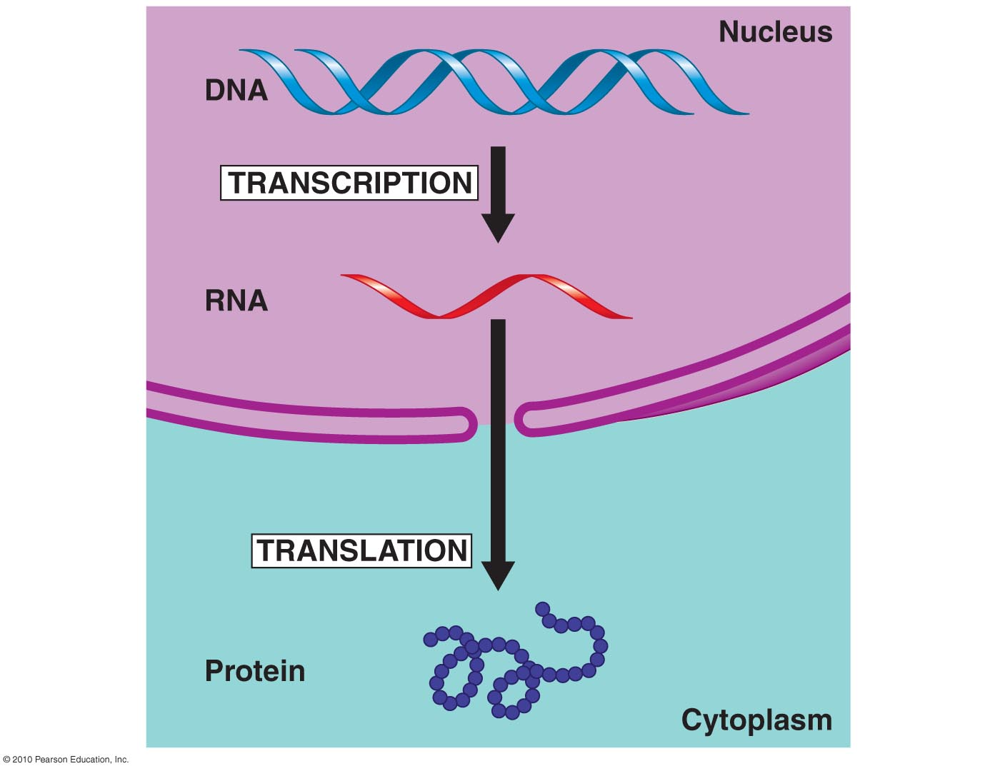 Nucleus
DNA
TRANSCRIPTION
RNA
TRANSLATION
Protein
Cytoplasm
© 2010 Pearson Education, Inc.